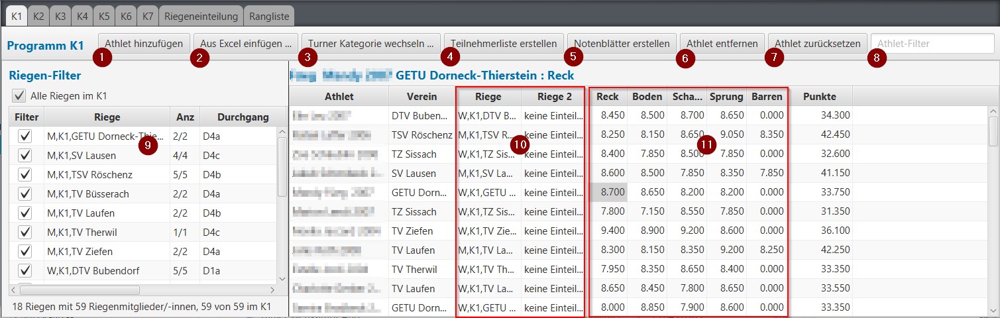 K1 K2 K3 K4 K5 K6 K7 Riegeneinteilung Rangliste
Programm K1 Athlet hinzufügen Aus Excel einfügen ... Turner Kategorie wechseln ... Teilnehmerliste erstellen Notenblätter erstellen Athlet entfernen Athlet zurücksetzen Athlet-Filter
1 2 3 4 5 6 7 8
Riegen-Filter
Alle Riegen im K1
Filter Riege Anz Durchgang
M,K1,GETU Dorneck-Thie... 2/2 D4a
9
M,K1,SV Lausen 4/4 D4c
M,K1,TSV Röschenz 5/5 D4b
M,K1,TV Büsserach 2/2 D4a
M,K1,TV Laufen 2/2 D4b
M,K1,TV Therwil 1/1 D4c
M,K1,TV Ziefen 2/2 D4a
W,K1,DTV Bubendorf 5/5 D1a
18 Riegen mit 59 Riegenmitglieder/-innen, 59 von 59 im K1
GETU Dorneck-Thierstein : Reck
Athlet Verein Riege Riege 2 Reck Boden Scha... Sprung Barren Punkte
DTV Buben... W,K1,DTV B... keine Einteil... 8.450 8.500 8.700 8.650 0.000 34.300
TSV Röschenz M,K1,TSV R... keine Einteil... 8.250 8.150 8.650 9.050 8.350 42.450
10 11
TZ Sissach W,K1,TZ Sis... keine Einteil... 8.400 7.850 8.500 7.850 0.000 32.600
SV Lausen M,K1,SV La... keine Einteil... 8.600 8.500 7.850 8.350 7.850 41.150
GETU Dorn... W,K1,GETU ... keine Einteil... 8.700 8.650 8.200 8.200 0.000 33.750
TZ Sissach W,K1,TZ Sis... keine Einteil... 7.800 7.150 8.550 7.850 0.000 31.350
TV Ziefen W,K1,TV Zie... keine Einteil... 9.400 8.900 9.200 8.600 0.000 36.100
TV Laufen M,K1,TV La... keine Einteil... 8.300 8.150 8.350 9.200 8.250 42.250
TV Therwil W,K1,TV Th... keine Einteil... 7.950 8.350 8.650 8.400 0.000 33.350
TV Laufen W,K1,TV La... keine Einteil... 8.650 8.450 7.800 8.650 0.000 33.550
GETU Dorn... W,K1,GETU ... keine Einteil... 8.000 8.850 7.900 8.600 0.000 33.350